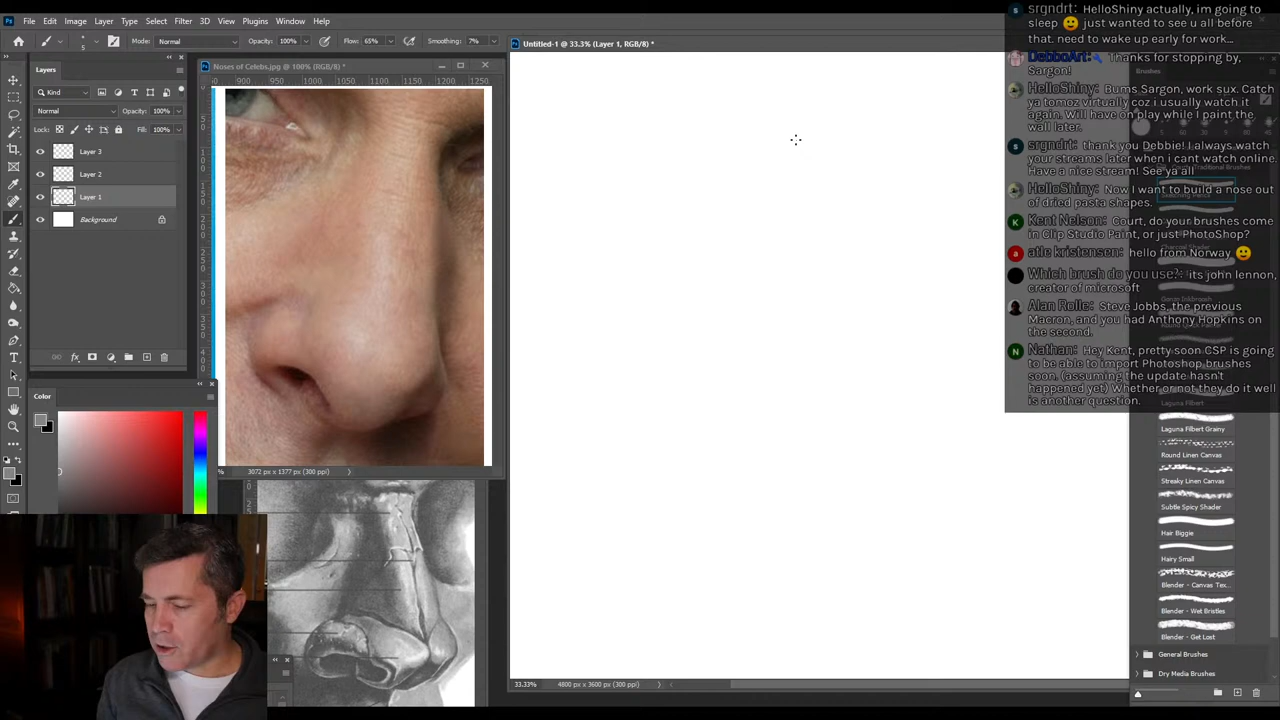 File Edit Image Layer Type Select Filter 3D View Plugins Window Help
Mode: Normal Opacity: 100% Flow: 65% Smoothing: 7%
Layers
Kind
Normal Opacity: 100%
Lock: Fill: 100%
Layer 3
Layer 2
Layer 1
Background
Color
Noses of Celebs.jpg @ 100% (RGB/8) *
900 950 1000 1050 1100 1150 1200 1250
3072 px x 1377 px (300 ppi)
Untitled-1 @ 33.3% (Layer 1, RGB/8) *
33.33% 4800 px x 3600 px (300 ppi)
srgndrt: HelloShiny actually, im going to
sleep 🙂 just wanted to see u all before
that, need to wake up early for work...
DebboArt: Thanks for stopping by,
Sargon!
HelloShiny: Bums Sargon, work sux. Catch
ya tomoz virtually coz i usually watch it
again. Will have on play while I paint the
wall later.
srgndrt: thank you Debbie! I always watch
your streams later when i cant watch online.
Have a nice stream! See ya all
HelloShiny: Now I want to build a nose out
of dried pasta shapes.
Kent Nelson: Court, do your brushes come
in Clip Studio Paint, or just PhotoShop?
atle kristensen: hello from Norway 🙂
Which brush do you use?: its john lennon,
creator of microsoft
Alan Rolle: Steve Jobbs, the previous
Macron, and you had Anthony Hopkins on
the second.
Nathan: Hey Kent, pretty soon CSP is going
to be able to import Photoshop brushes
soon. (assuming the update hasn't
happened yet) Whether or not they do it well
is another question.
Brushes
Laguna Filbert
Laguna Filbert Grainy
Round Linen Canvas
Streaky Linen Canvas
Subtle Spicy Shader
Hair Biggie
Hairy Small
Blender - Canvas Tex...
Blender - Wet Bristles
Blender - Get Lost
General Brushes
Dry Media Brushes